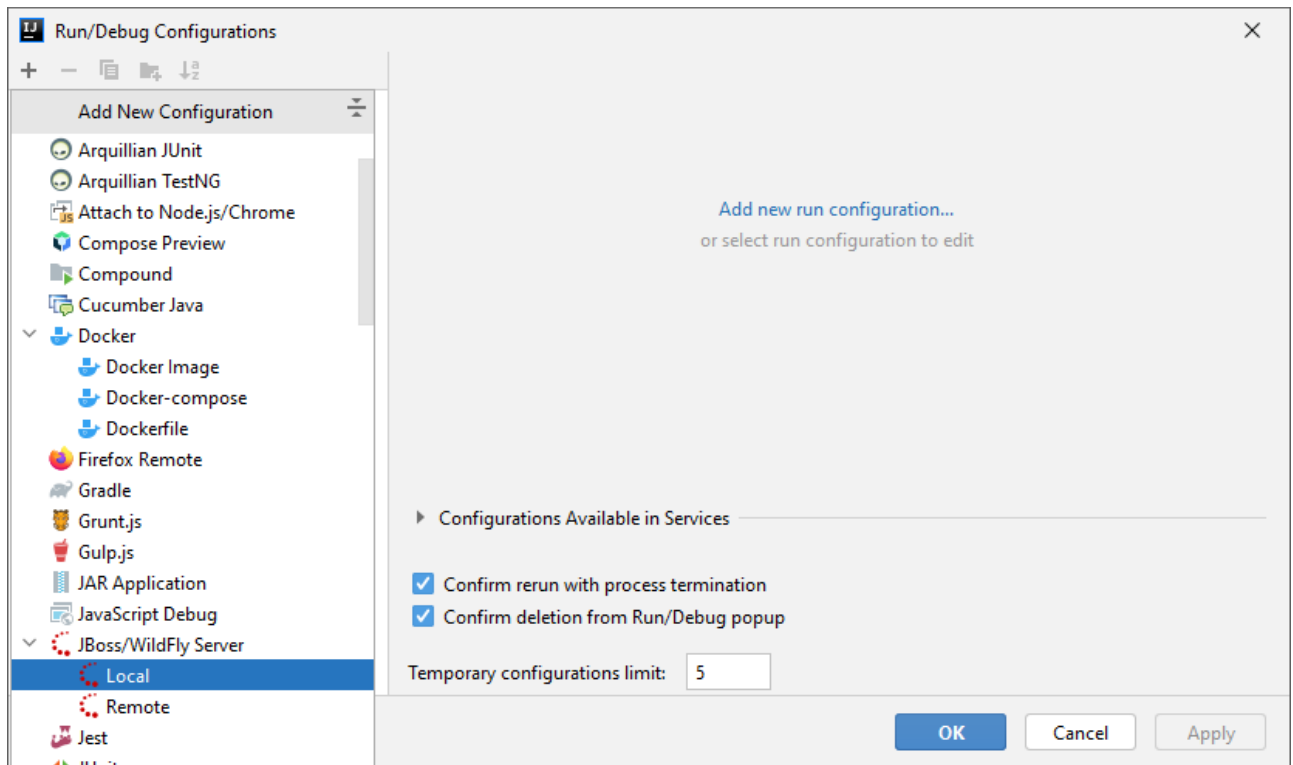 Run/Debug Configurations
Add New Configuration
Arquillian JUnit
Arquillian TestNG
Attach to Node.js/Chrome
Compose Preview
Compound
Cucumber Java
Docker
Docker Image
Docker-compose
Dockerfile
Firefox Remote
Gradle
Grunt.js
Gulp.js
JAR Application
JavaScript Debug
JBoss/WildFly Server
Local
Remote
Jest
Add new run configuration...
or select run configuration to edit
Configurations Available in Services
Confirm rerun with process termination
Confirm deletion from Run/Debug popup
Temporary configurations limit: 5
OK Cancel Apply